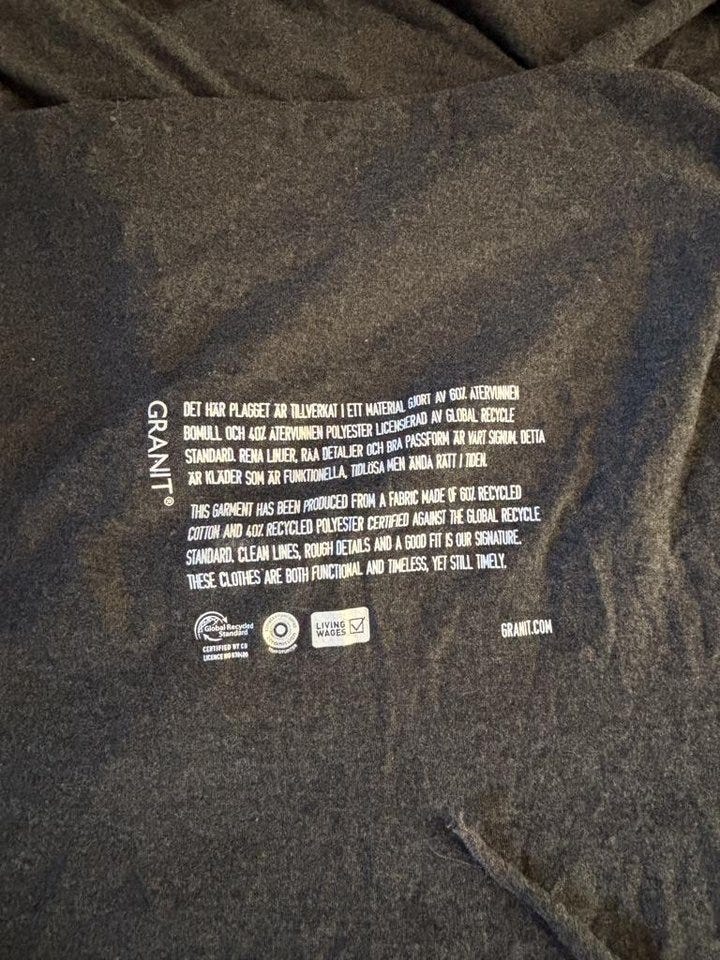 GRANIT®
DET HÄR PLAGGET ÄR TILLVERKAT I ETT MATERIAL GJORT AV 60% ÅTERVUNNEN
BOMULL OCH 40% ÅTERVUNNEN POLYESTER LICENSIERAD AV GLOBAL RECYCLE
STANDARD. RENA LINJER, RÅA DETALJER OCH BRA PASSFORM ÄR VÅRT SIGNUM. DETTA
ÄR KLÄDER SOM ÄR FUNKTIONELLA, TIDLÖSA MEN ÄNDÅ RÄTT I TIDEN.
THIS GARMENT HAS BEEN PRODUCED FROM A FABRIC MADE OF 60% RECYCLED
COTTON AND 40% RECYCLED POLYESTER CERTIFIED AGAINST THE GLOBAL RECYCLE
STANDARD. CLEAN LINES, ROUGH DETAILS AND A GOOD FIT IS OUR SIGNATURE.
THESE CLOTHES ARE BOTH FUNCTIONAL AND TIMELESS, YET STILL TIMELY.
Global Recycled
Standard
CERTIFIED BY CU
LICENCE NO
LIVING
WAGES
GRANIT.COM